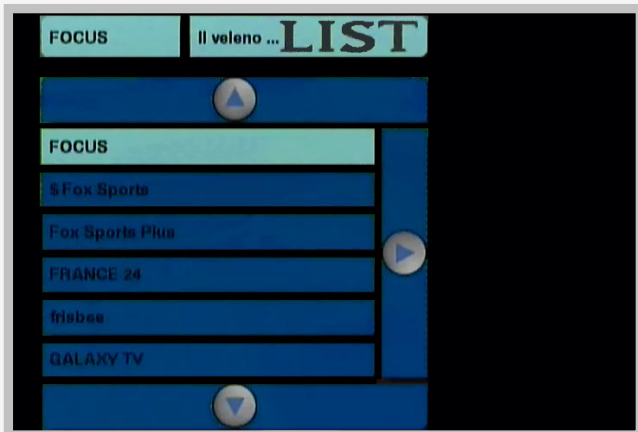 FOCUS
Il veleno ... LIST
FOCUS
$ Fox Sports
Fox Sports Plus
FRANCE 24
frisbee
GALAXY TV